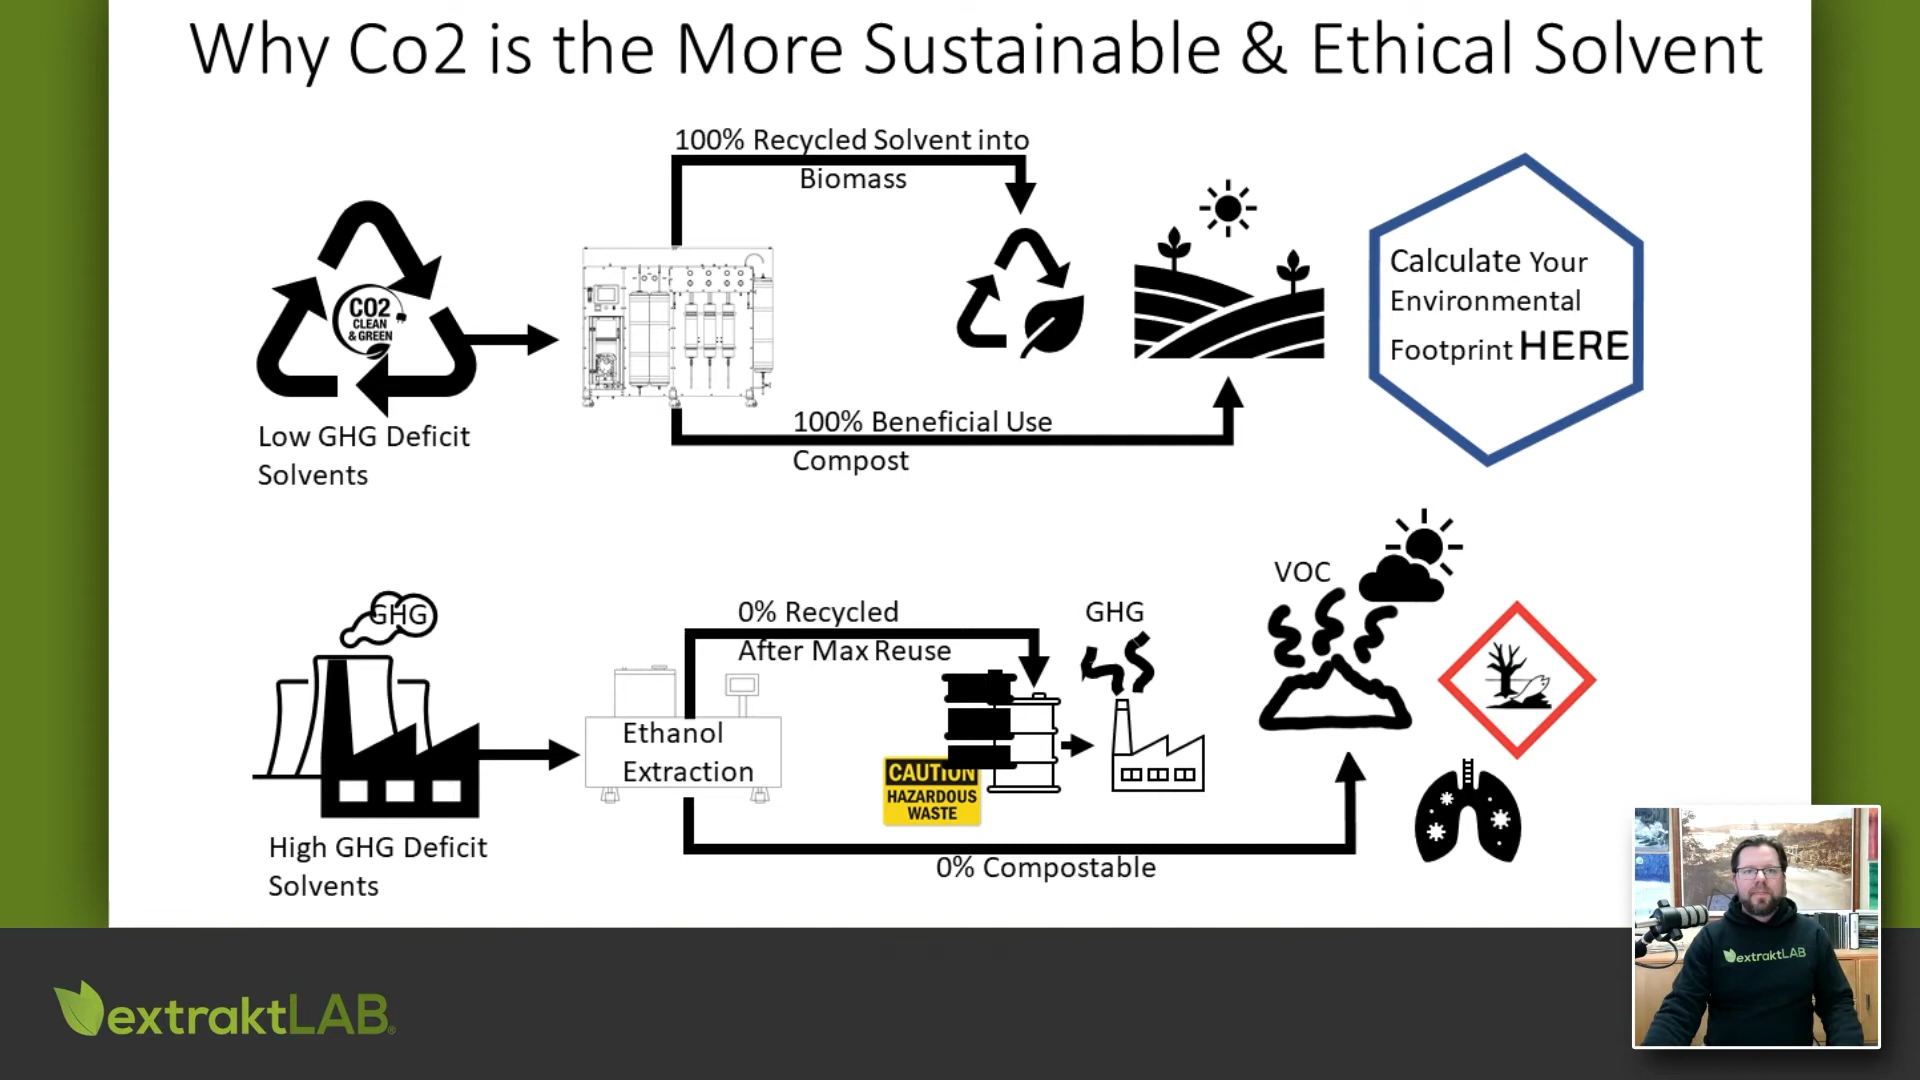 Why Co2 is the More Sustainable & Ethical Solvent
100% Recycled Solvent into
Biomass
CO2
CLEAN
& GREEN
Low GHG Deficit
Solvents
100% Beneficial Use
Compost
Calculate Your
Environmental
Footprint HERE
GHG
High GHG Deficit
Solvents
0% Recycled
After Max Reuse
Ethanol
Extraction
CAUTION
HAZARDOUS
WASTE
GHG
VOC
0% Compostable
extraktLAB®
extraktLAB